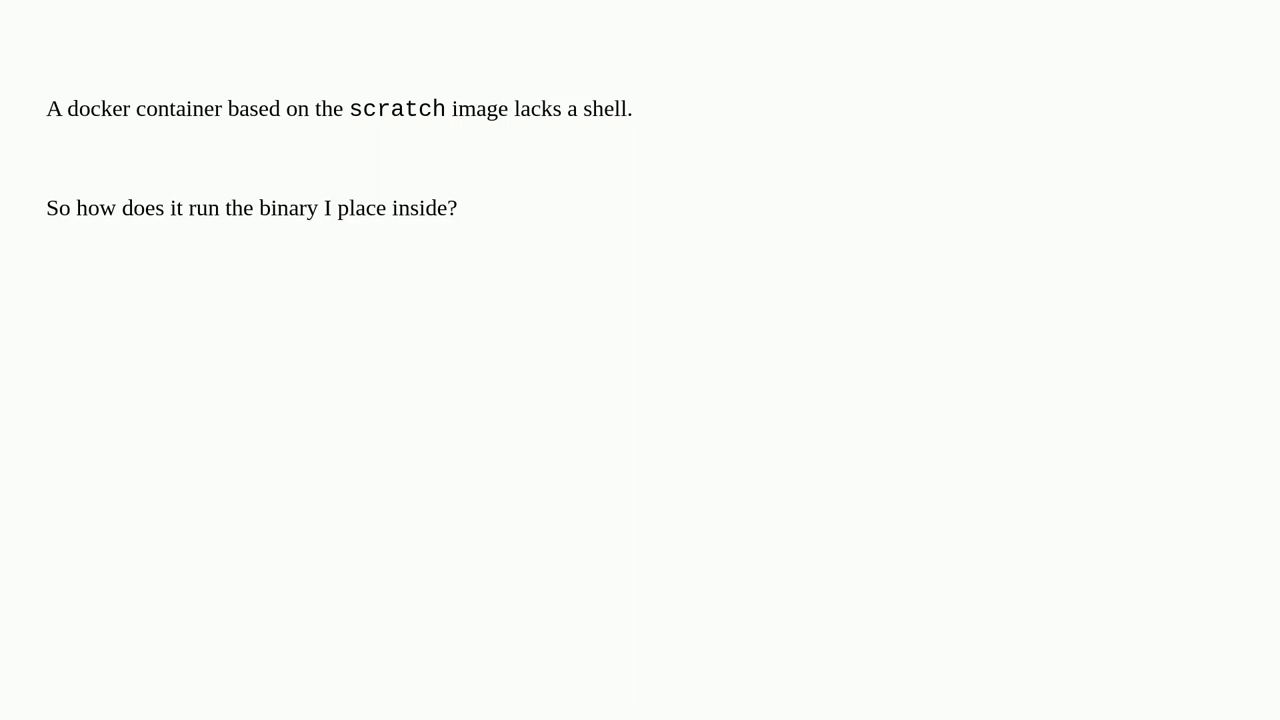 A docker container based on the scratch image lacks a shell.
So how does it run the binary I place inside?